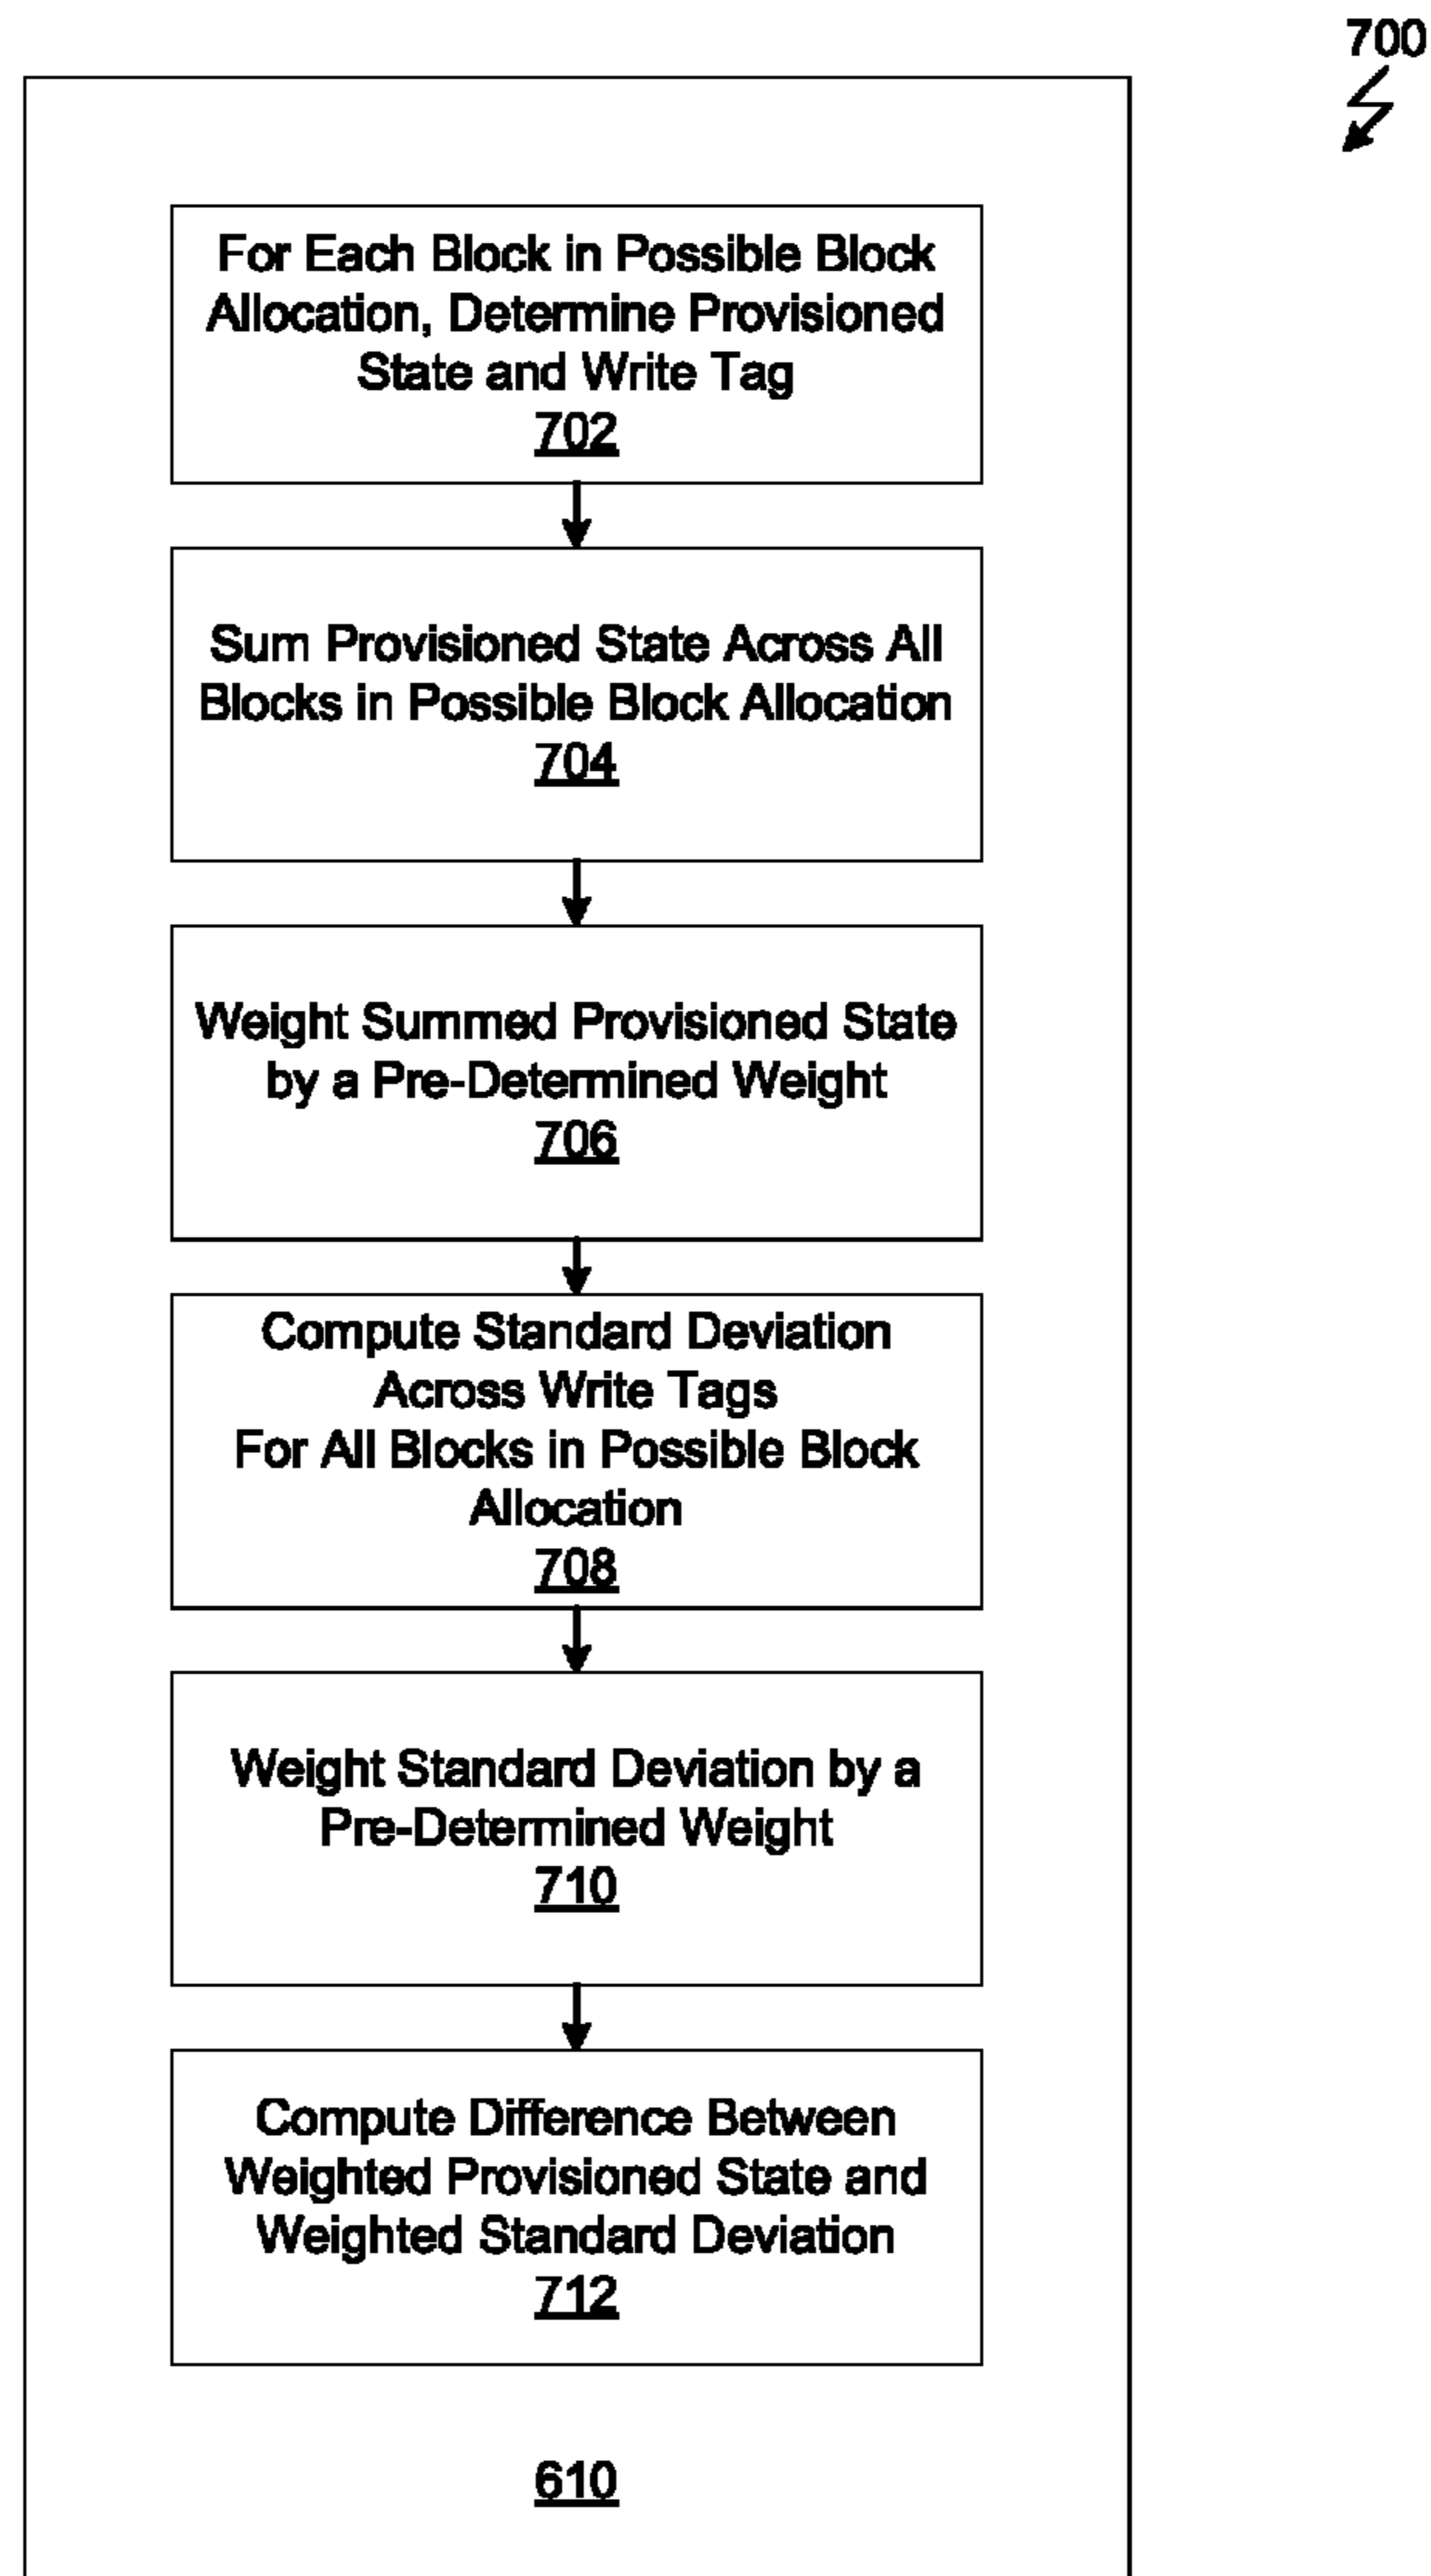 700
For Each Block in Possible Block
Allocation, Determine Provisioned
State and Write Tag
702
Sum Provisioned State Across All
Blocks in Possible Block Allocation
704
Weight Summed Provisioned State
by a Pre-Determined Weight
706
Compute Standard Deviation
Across Write Tags
For All Blocks in Possible Block
Allocation
708
Weight Standard Deviation by a
Pre-Determined Weight
710
Compute Difference Between
Weighted Provisioned State and
Weighted Standard Deviation
712
610